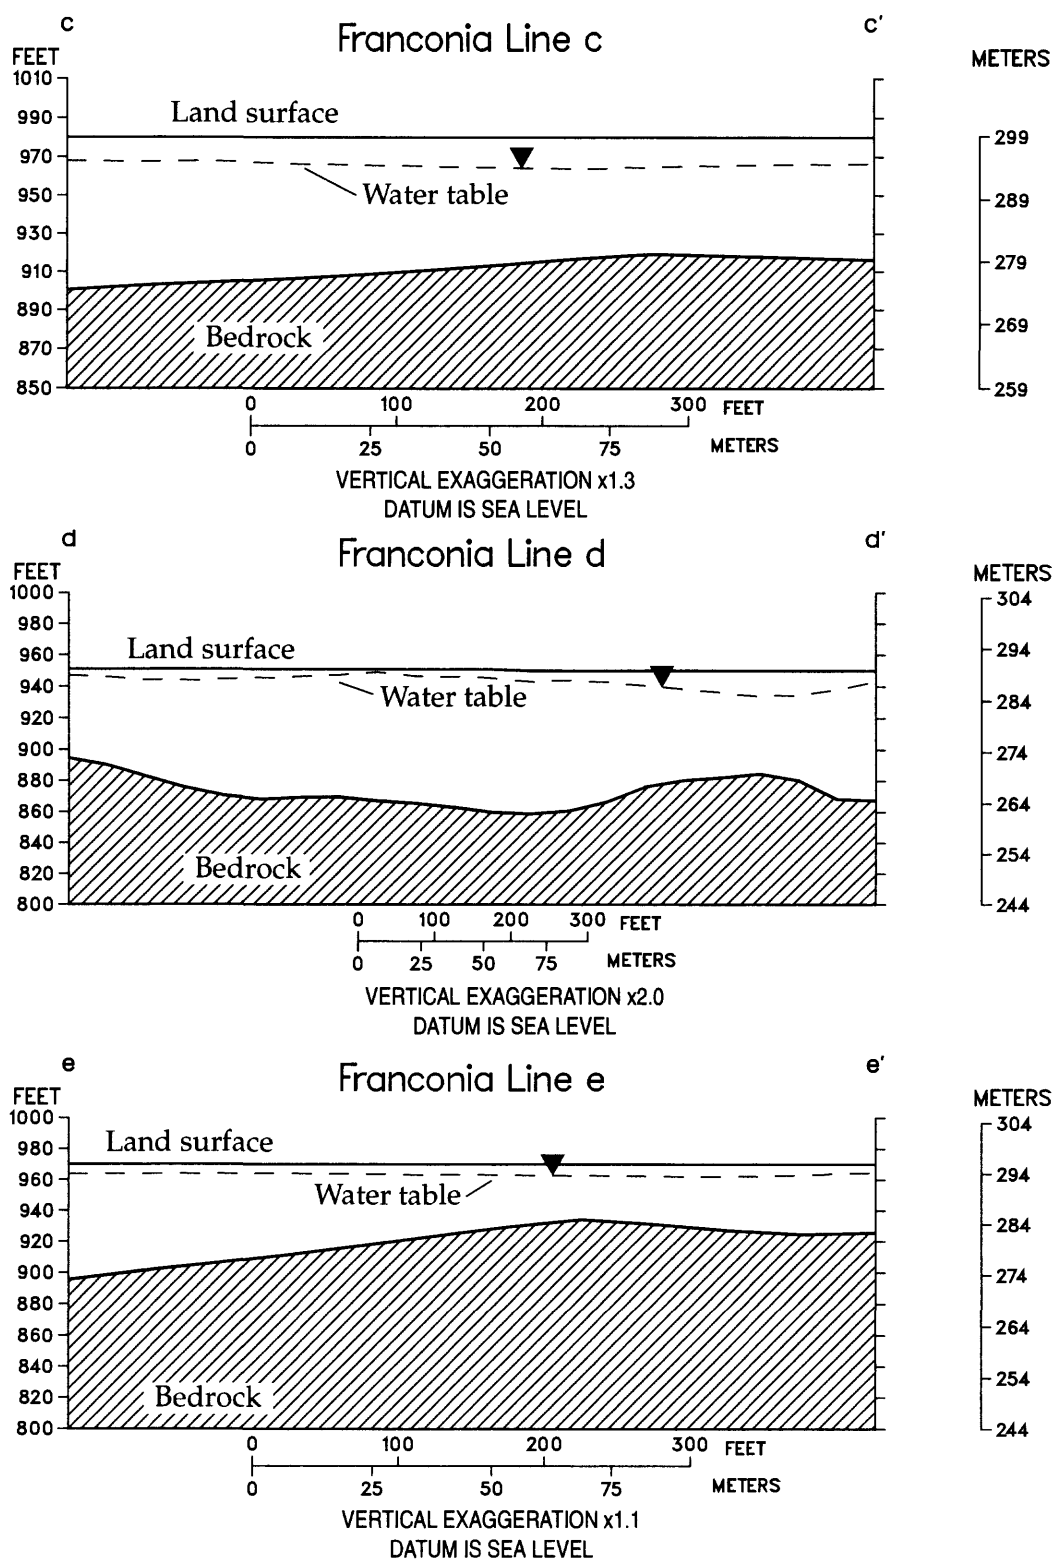 c
c'
Franconia Line c
FEET
METERS
1010
990
Land surface
299
970
Water table
950
289
930
910
279
890
Bedrock
269
870
850
259
0 100 200 300 FEET
0 25 50 75 METERS
VERTICAL EXAGGERATION x1.3
DATUM IS SEA LEVEL
d
d'
Franconia Line d
FEET
METERS
1000
304
980
Land surface
294
960
940
Water table
284
920
900
274
880
860
264
840
Bedrock
254
820
800
244
0 100 200 300 FEET
0 25 50 75 METERS
VERTICAL EXAGGERATION x2.0
DATUM IS SEA LEVEL
e
e'
Franconia Line e
FEET
METERS
1000
304
980
Land surface
294
960
Water table
940
284
920
900
274
880
860
264
840
254
820
Bedrock
800
244
0 100 200 300 FEET
0 25 50 75 METERS
VERTICAL EXAGGERATION x1.1
DATUM IS SEA LEVEL